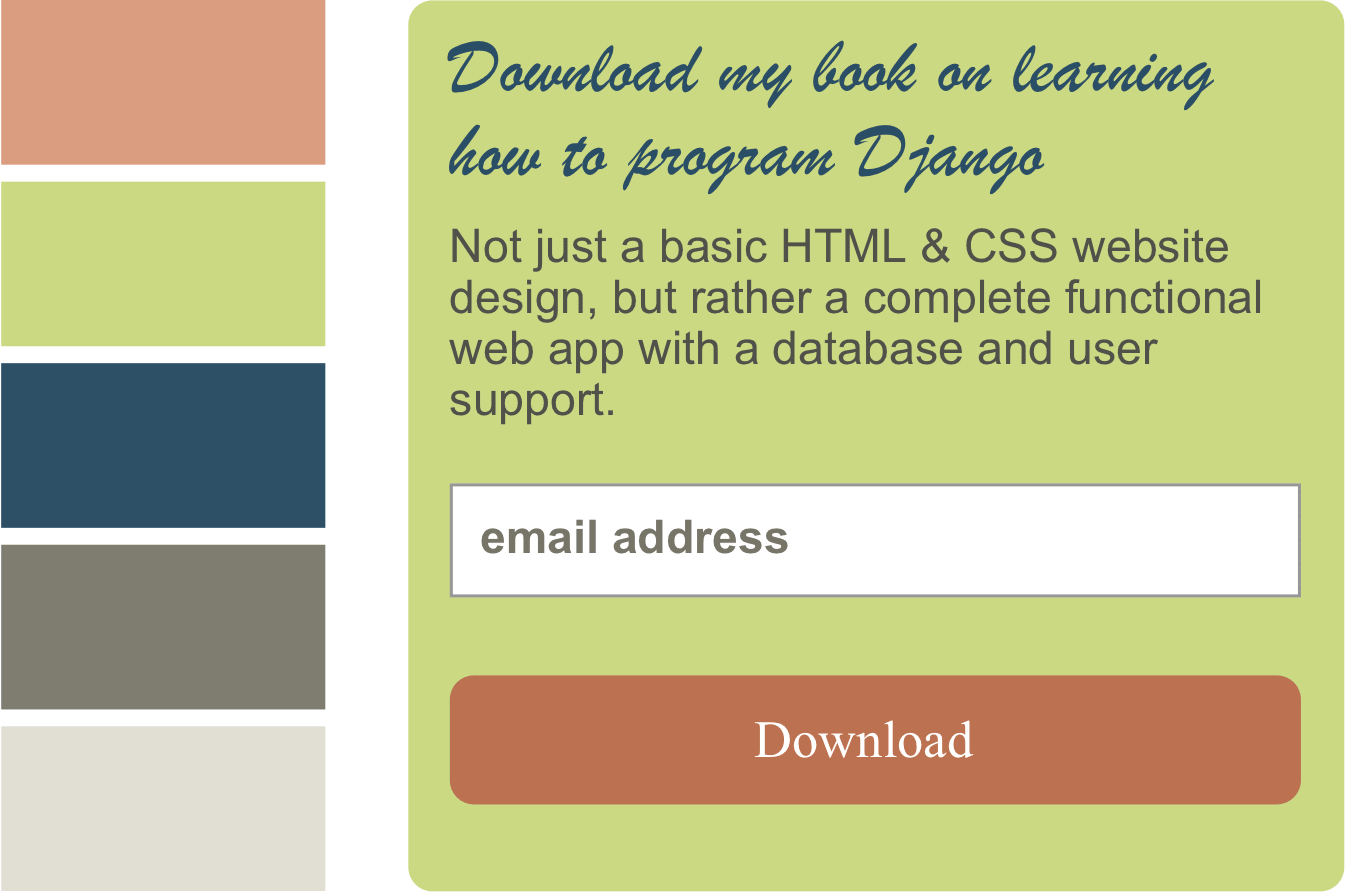 Download my book on learning
how to program Django
Not just a basic HTML & CSS website
design, but rather a complete functional
web app with a database and user
support.
email address
Download